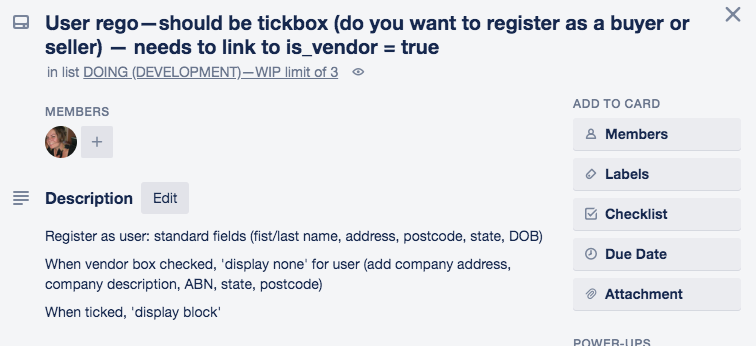 User rego—should be tickbox (do you want to register as a buyer or
seller) — needs to link to is_vendor = true
in list DOING (DEVELOPMENT)—WIP limit of 3
MEMBERS
+
Description Edit
Register as user: standard fields (fist/last name, address, postcode, state, DOB)
When vendor box checked, 'display none' for user (add company address,
company description, ABN, state, postcode)
When ticked, 'display block'
ADD TO CARD
Members
Labels
Checklist
Due Date
Attachment
POWER-UPS